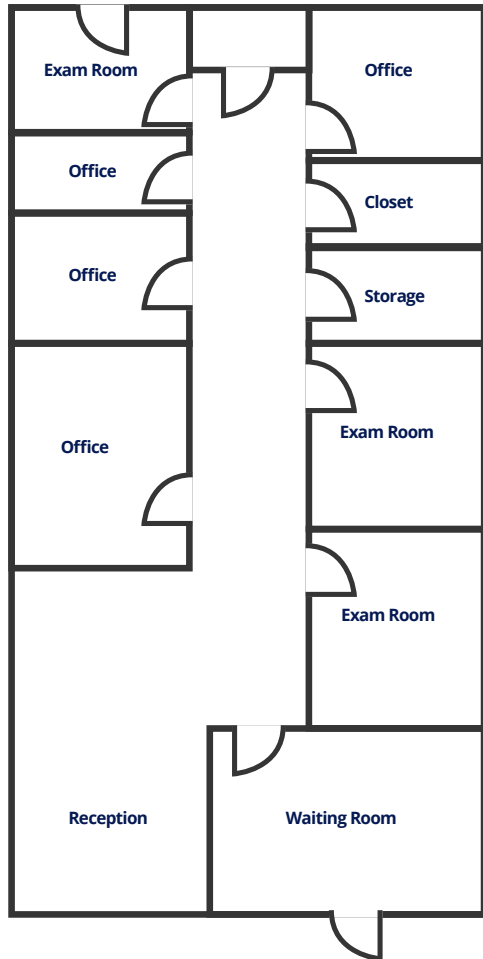 Exam Room
Office
Office
Closet
Office
Storage
Exam Room
Office
Exam Room
Reception
Waiting Room